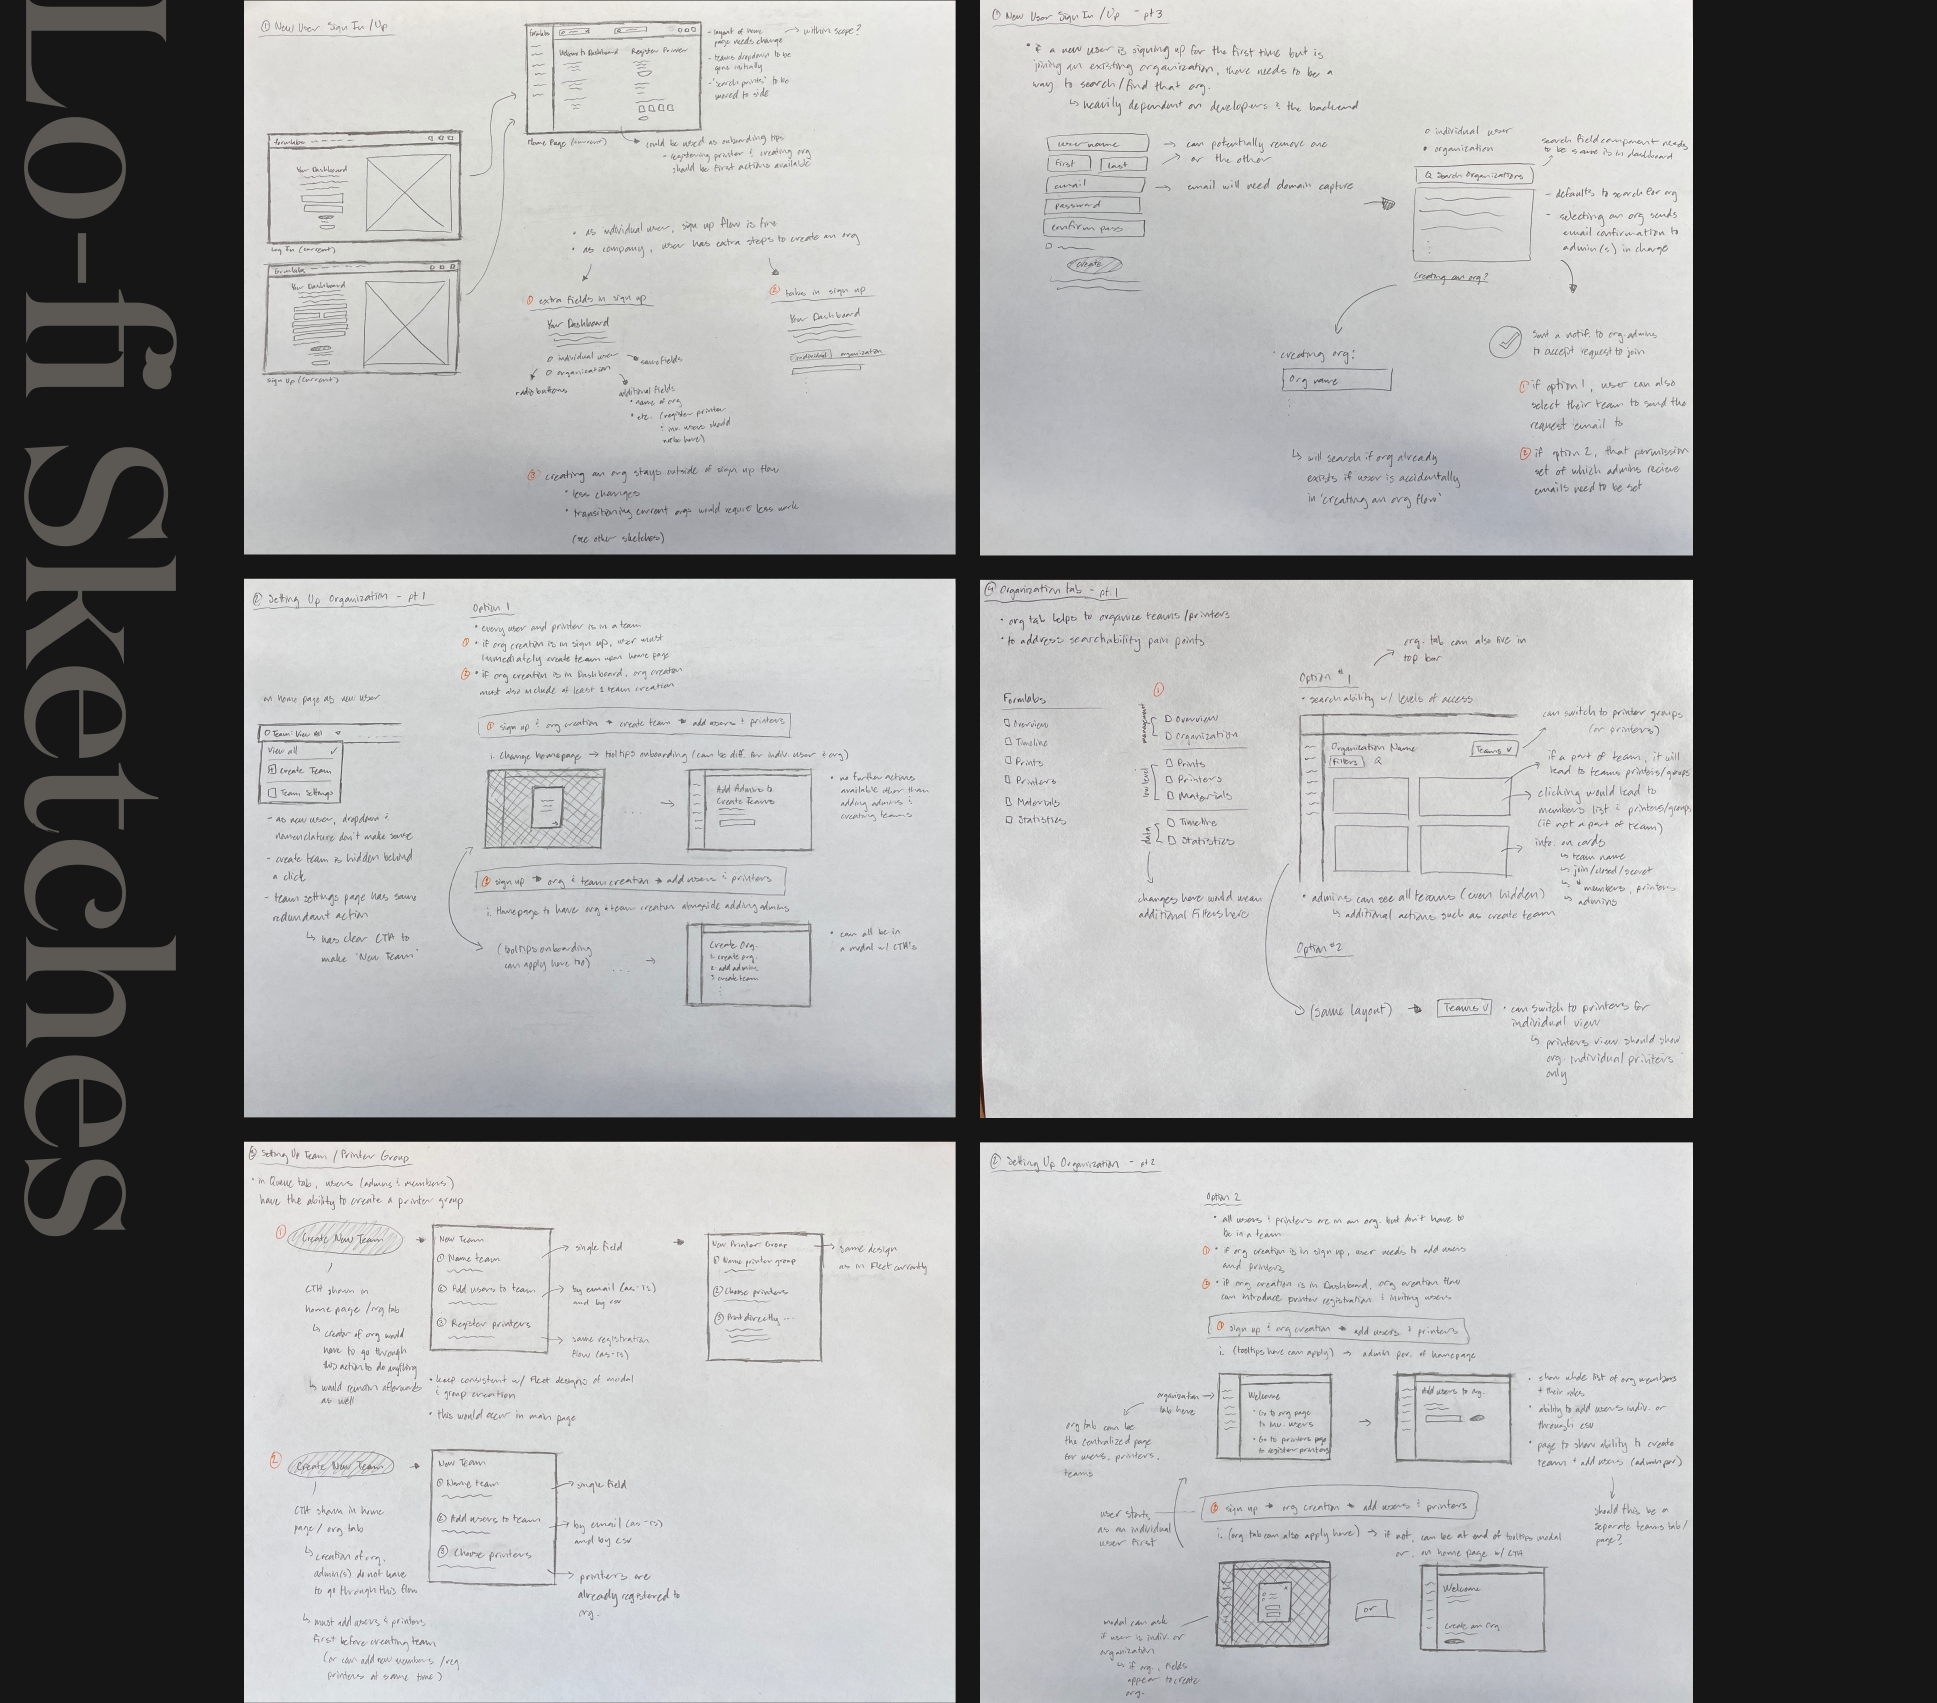 Lo-fi Sketches
① New User Sign In/Up
formlabs
Your Dashboard
Log In (current)
formlabs
Your Dashboard
Sign Up (current)
formlabs
Welcome to Dashboard
Register Printer
Home Page (current)
- layout of home
page needs change
→ within scope?
- teams dropdown to be
gone initially
- "search prints" to be
moved to side
could be used as onboarding tips
- registering printer & creating org
should be first actions available
• as individual user, sign up flow is fine
• as company, user has extra steps to create an org
① extra fields in sign up
Your Dashboard
o individual user
same fields
o organization
radio buttons
additional fields
• name of org
• etc. (register printer
② tabs in sign up
Your Dashboard
individual
organization
③ creating an org stays outside of sign up flow
• less changes
• transitioning current orgs would require less work
(see other sketches)
① New User Sign In/Up - pt 3
• if a new user is signing up for the first time but is
joining an existing organization, there needs to be a
way to search/find that org.
↳ heavily dependant on developers & the backend
username
first
last
email
password
confirm pass
create
→ can potentially remove one
or the other
→ email will need domain capture
o individual user
• organization
search field component needs
to be same as in dashboard
Search Organizations
- defaults to search for org
- selecting an org sends
email confirmation to
admin(s) in charge
Creating an org?
• creating org:
Org name
↳ will search if org already
exists if user is accidentally
in 'creating an org flow'
Sent a notif. to org admins
to accept request to join
① if option 1, user can also
select their team to send the
request email to
② if option 2, that permission
set of which admins recieve
emails need to be set
② Setting Up Organization - pt 1
Option 1
• every user and printer is in a team
① • if org creation is in sign up, user must
immediately create team upon home page
② • if org creation is in Dashboard, org creation
must also include at least 1 team creation
on home page as new user
Team: View All
View all
Create Team
Team Settings
- as new user, dropdown &
nomenclature don't make sense
- create team is hidden behind
a click
- team settings page has same
redundant action
↳ has clear CTA to
make "New Team"
① sign up & org creation → create team → add users & printers
i. Change homepage → tooltips onboarding (can be diff. for indiv. user & org)
Add Admins to
Create Teams
• no further actions
available other than
adding admins &
creating teams
② sign up → org & team creation → add users & printers
i. Homepage to have org & team creation alongside adding admins
(tooltips onboarding
can apply here too)
Create Org.
1. create org.
2. add admins
3. create team
• can all be in
a modal w/ CTA's
④ Organization tab - pt. 1
• org tab helps to organize teams/printers
• to address searchability pain points
Formlabs
Overview
Timeline
Prints
Printers
Materials
Statistics
①
management
Overview
Organization
low level
Prints
Printers
Materials
data
Timeline
Statistics
changes here would mean
additional filters here
org. tab can also live in
top bar
Option #1
• searchability w/ levels of access
Organization Name
Filters
Teams v
can switch to printer groups
(or printers)
if a part of team, it will
lead to teams printers/groups
clicking would lead to
members list & printers/groups
(if not a part of team)
info. on cards
↳ team name
↳ join/closed/secret
↳ # members, printers
↳ admins
• admins can see all teams (even hidden)
↳ additional actions such as create team
Option #2
(same layout) →
Teams v
• can switch to printers for
individual view
↳ printers view should show
org. individual printers
only
③ Setting Up Team / Printer Group
• in Queue tab, users (admins & members)
have the ability to create a printer group
① Create New Team
New Team
① Name team
② Add users to team
③ Register printers
single field
by email (as-is)
and by csv
same registration
flow (as-is)
New Printer Group
① Name printer group
② Choose printers
③ Print directly ...
same design
as in Fleet currently
CTA shown in
home page/org tab
↳ creator of org would
have to go through
this action to do anything
↳ would remain afterwards
as well
• keep consistent w/ Fleet designs of modal
& group creation
• this would occur in main page
② Create New Team
New Team
① Name team
② Add users to team
③ Choose printers
single field
by email (as-is)
and by csv
printers are
already registered to
org.
CTA shown in home
page/ org tab
↳ creation of org.
admin(s) do not have
to go through this flow
↳ must add users & printers
first before creating team
(or can add new members /reg
printers at same time)
② Setting Up Organization - pt 2
Option 2
• all users & printers are in an org. but don't have to
be in a team
① • if org creation is in sign up, user needs to add users
and printers
② • if org creation is in Dashboard, org creation flow
can introduce printer registration & inviting users
① sign up & org creation → add users & printers
i. (tooltips here can apply) → admin pov. of homepage
organization
tab here
org tab can be
the centralized page
for users, printers,
teams
Welcome
• Go to org page
to inv. users
• Go to printers page
to register printers
Add users to org.
• show whole list of org members
& their roles
• ability to add users indiv. or
through csv
• page to show ability to create
team & add users (admin pov)
should this be a
separate teams tab/
page?
user starts
as an individual
user first
② sign up → org creation → add users & printers
i. (org tab can also apply here) → if not, can be at end of tooltips modal
or on home page w/ CTA
modal can ask
if user is indiv. or
organization
↳ if org., fields
appear to create
org.
or
Welcome
Create an org